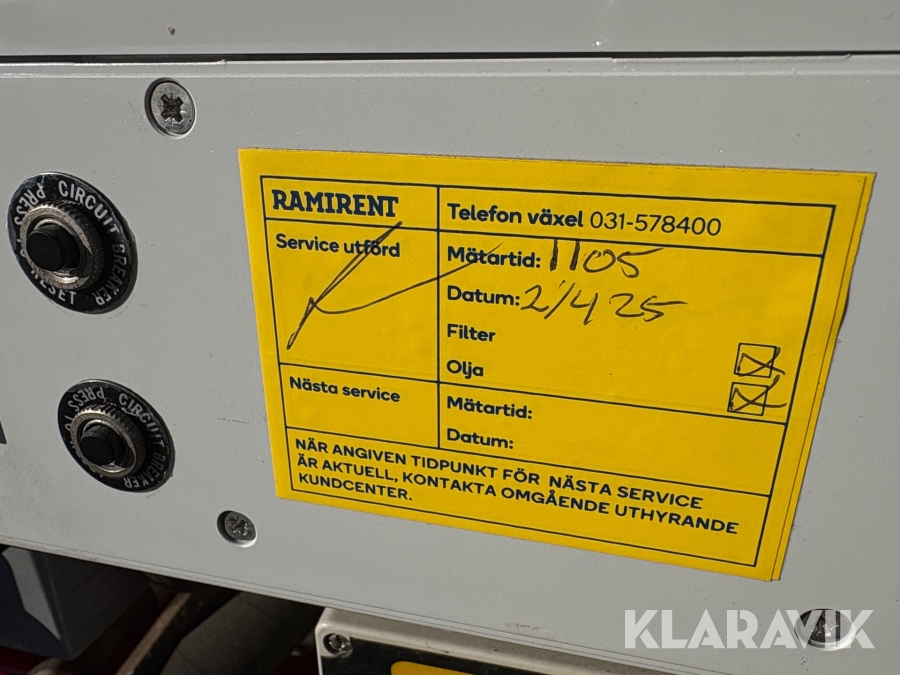 PRESS TO RESET CIRCUIT BREAKER
PRESS TO CIRCUIT BREAKER
RAMIRENT
Telefon växel 031-578400
Service utförd
Mätartid: 1105
Datum: 2/4 25
Filter
Olja
Nästa service
Mätartid:
Datum:
NÄR ANGIVEN TIDPUNKT FÖR NÄSTA SERVICE
ÄR AKTUELL, KONTAKTA OMGÅENDE UTHYRANDE
KUNDCENTER.
KLARAVIK